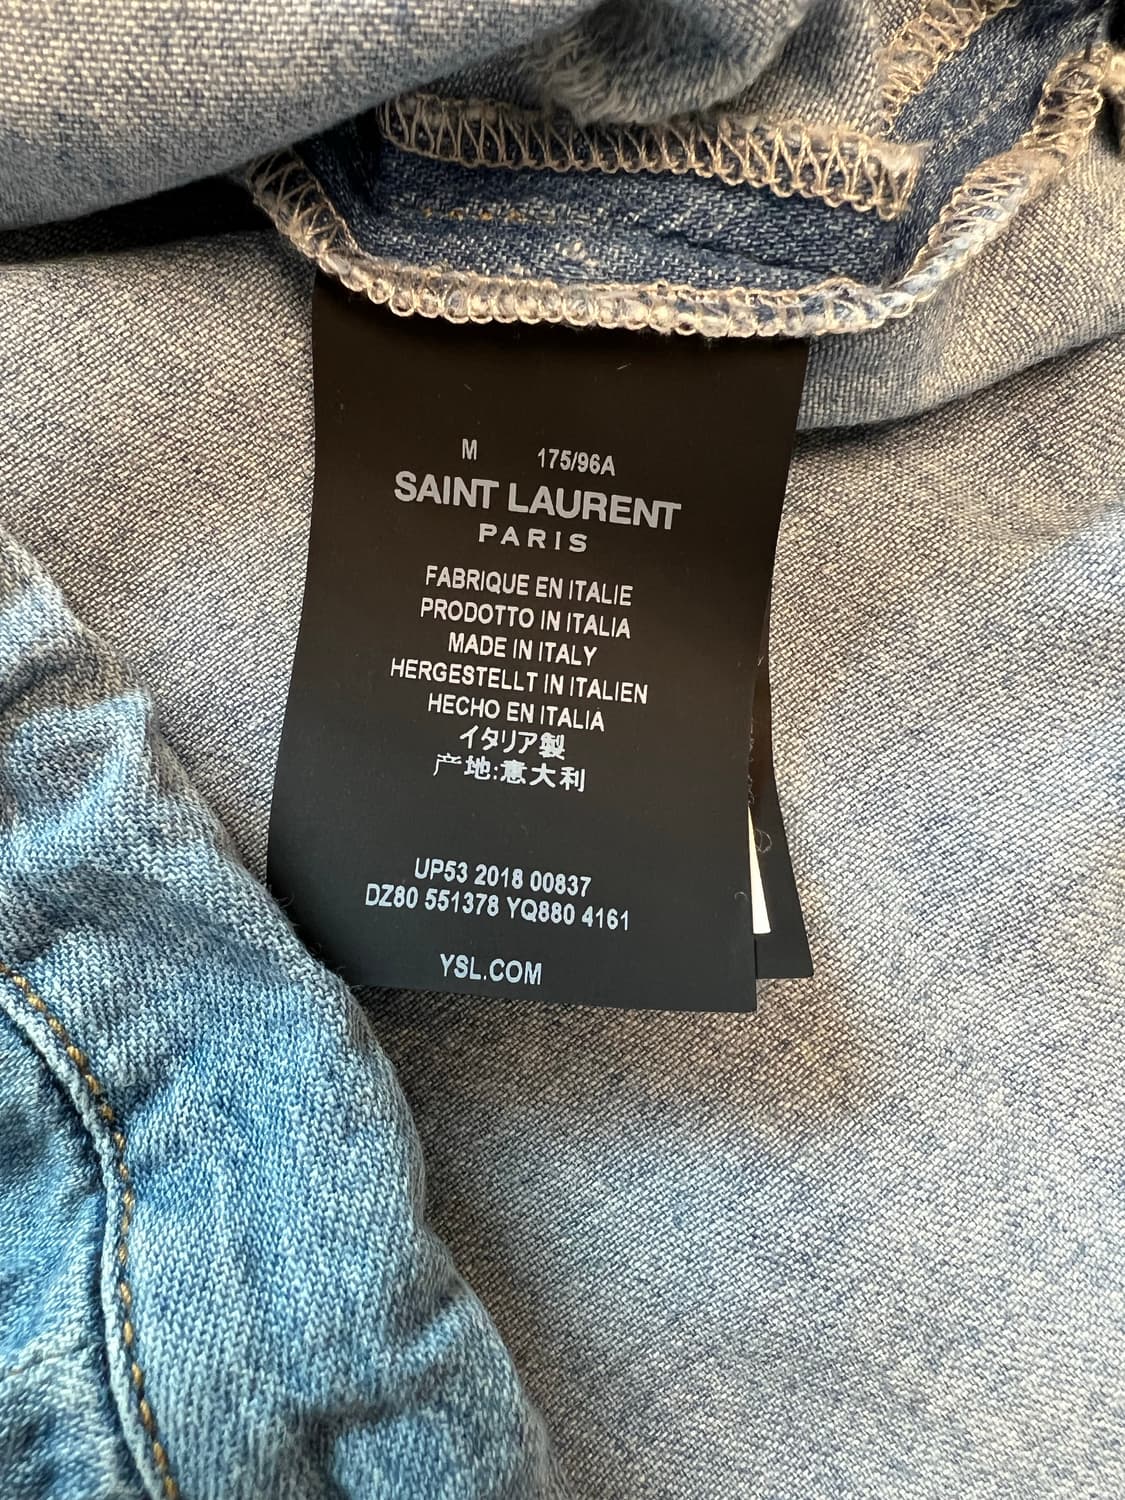 M 175/96A
SAINT LAURENT
PARIS
FABRIQUE EN ITALIE
PRODOTTO IN ITALIA
MADE IN ITALY
HERGESTELLT IN ITALIEN
HECHO EN ITALIA
イタリア製
产地:意大利
UP53 2018 00837
DZ80 551378 YQ880 4161
YSL.COM